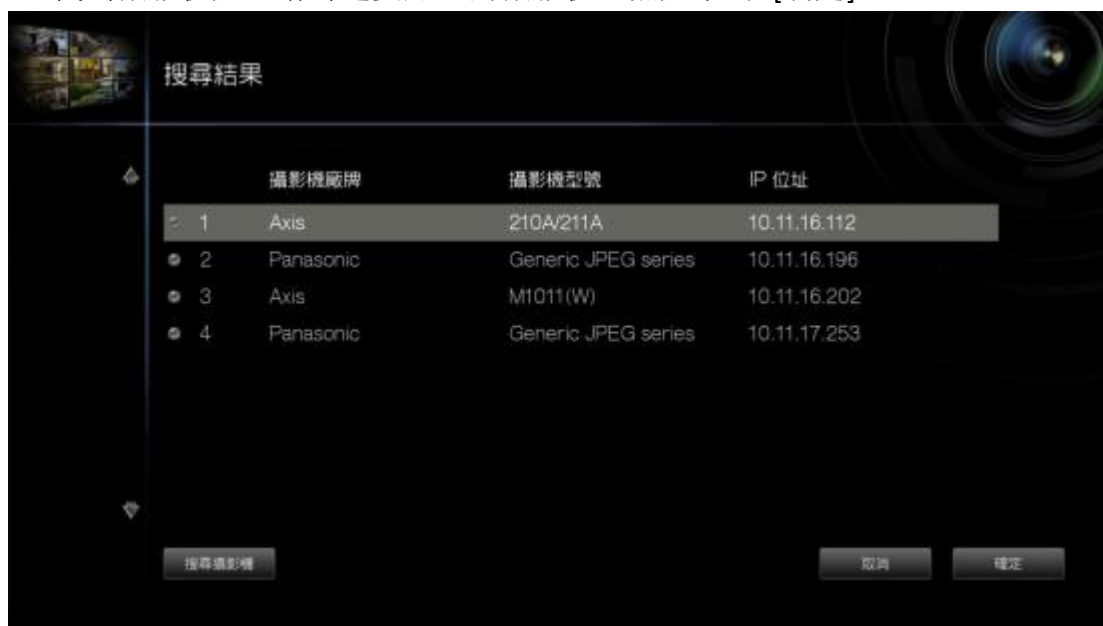 搜尋結果
攝影機廠牌 攝影機型號 IP 位址
1 Axis 210A/211A 10.11.16.112
2 Panasonic Generic JPEG series 10.11.16.196
3 Axis M1011(W) 10.11.16.202
4 Panasonic Generic JPEG series 10.11.17.253
搜尋攝影機 取消 確定